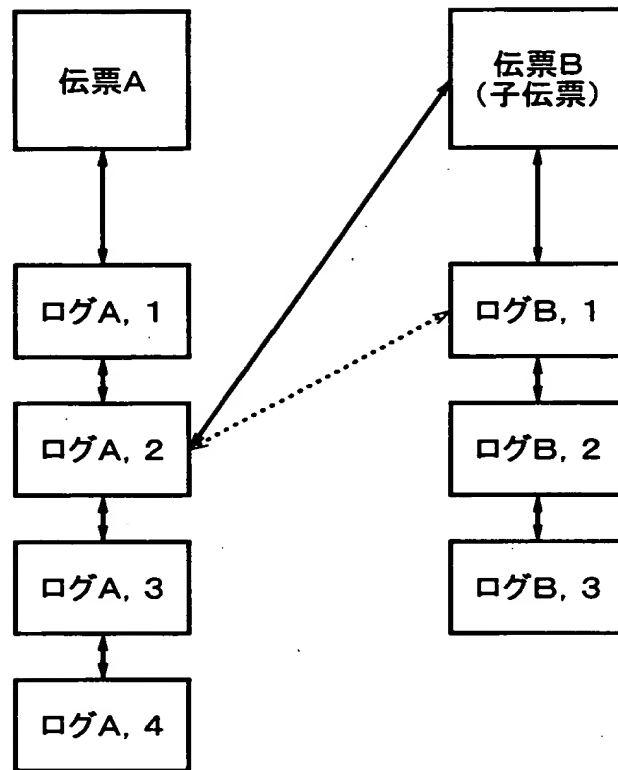 伝票A
ログA, 1
ログA, 2
ログA, 3
ログA, 4
伝票B
（子伝票）
ログB, 1
ログB, 2
ログB, 3